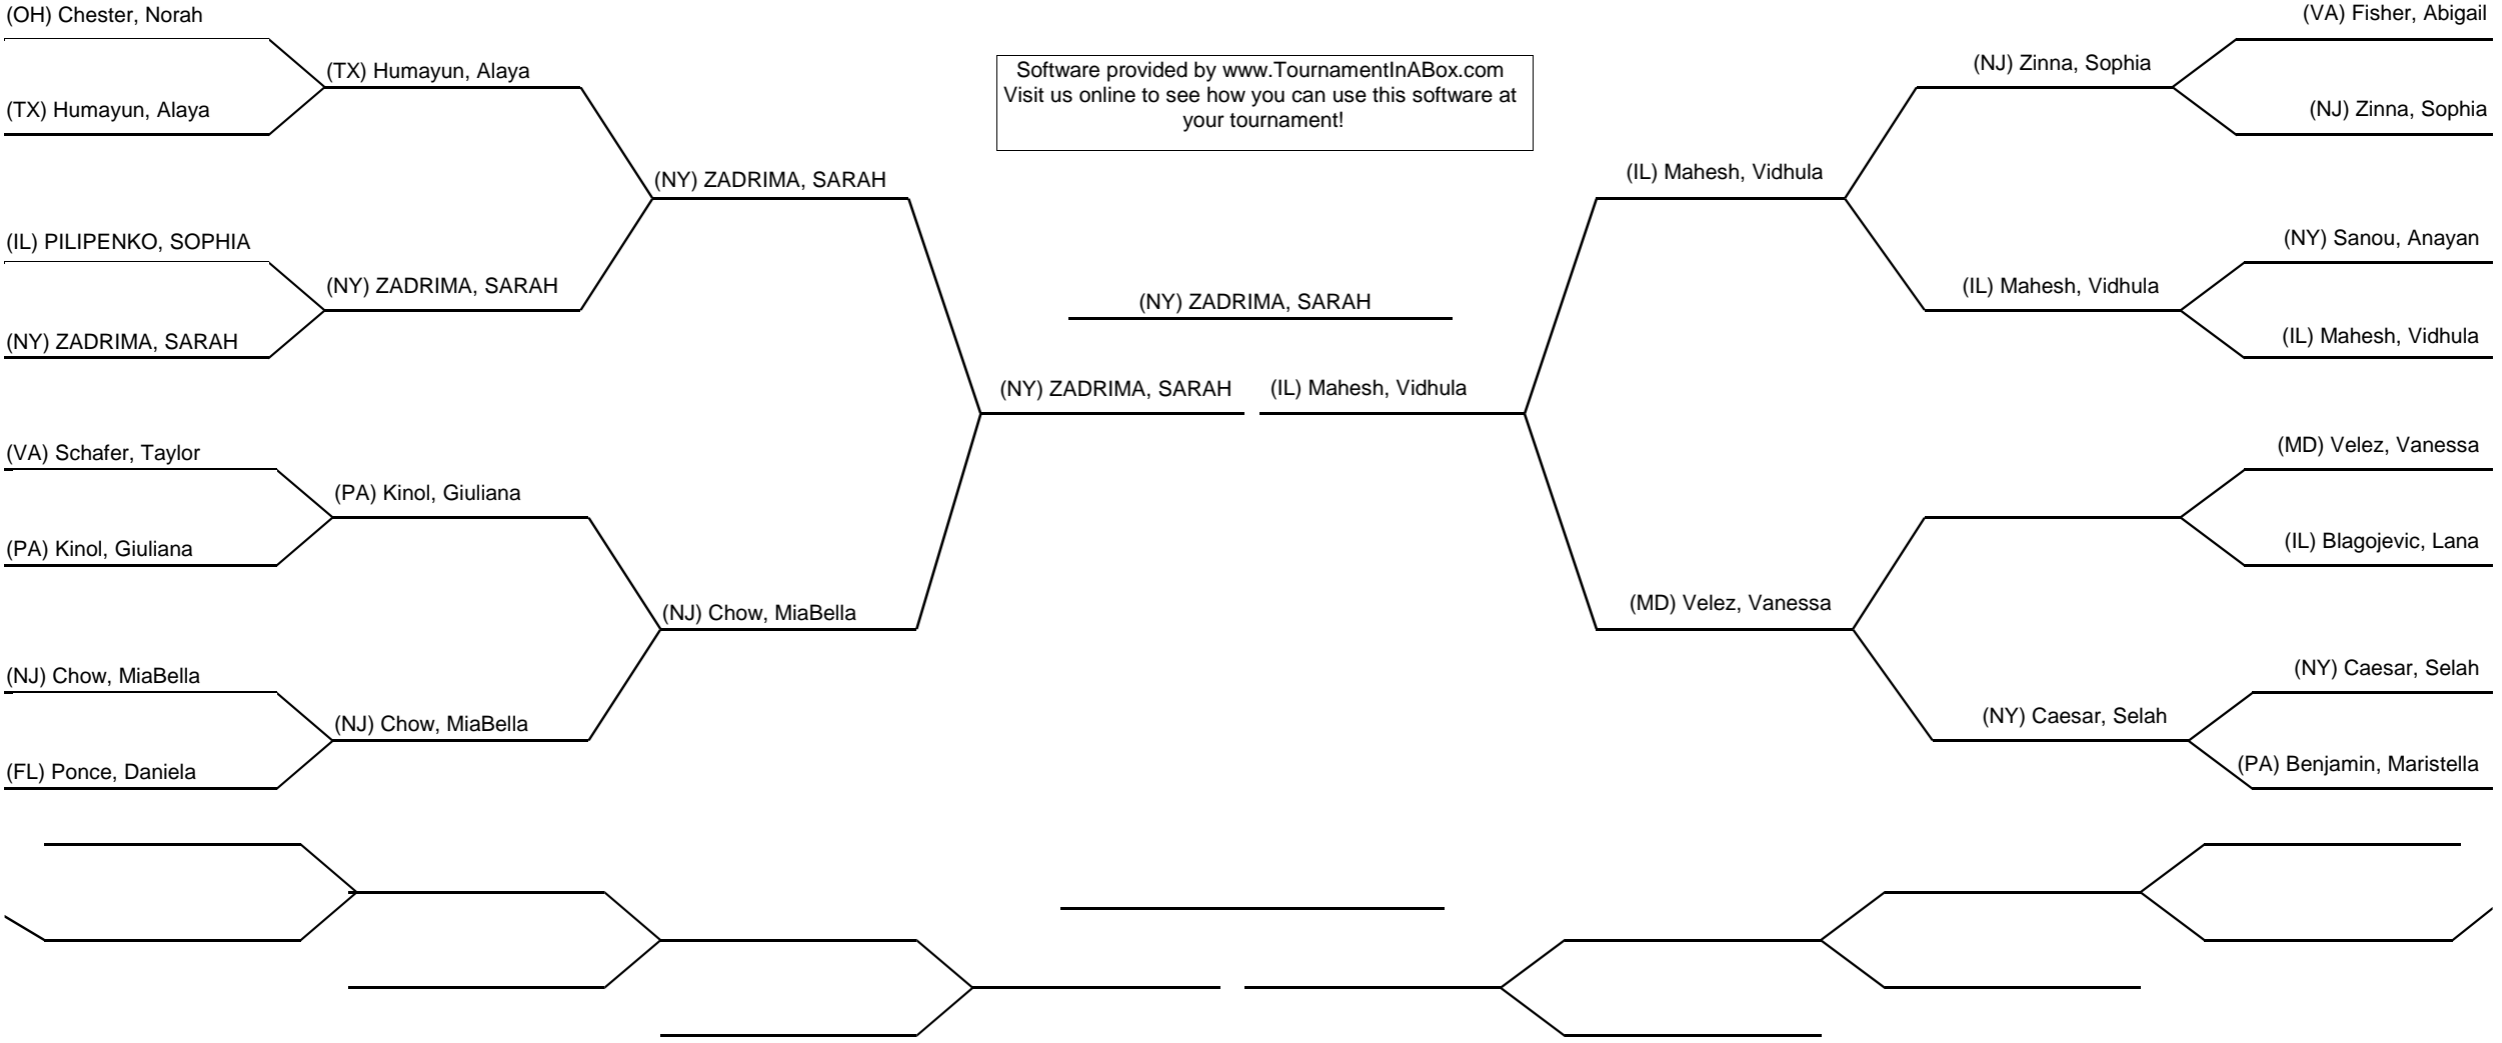 (OH) Chester, Norah
(TX) Humayun, Alaya
(TX) Humayun, Alaya
(NY) ZADRIMA, SARAH
(IL) PILIPENKO, SOPHIA
(NY) ZADRIMA, SARAH
(NY) ZADRIMA, SARAH
(VA) Schafer, Taylor
(PA) Kinol, Giuliana
(PA) Kinol, Giuliana
(NJ) Chow, MiaBella
(NJ) Chow, MiaBella
(NJ) Chow, MiaBella
(FL) Ponce, Daniela
Software provided by www.TournamentInABox.com
Visit us online to see how you can use this software at
your tournament!
(NY) ZADRIMA, SARAH
(NY) ZADRIMA, SARAH
(IL) Mahesh, Vidhula
(VA) Fisher, Abigail
(NJ) Zinna, Sophia
(NJ) Zinna, Sophia
(IL) Mahesh, Vidhula
(NY) Sanou, Anayan
(IL) Mahesh, Vidhula
(IL) Mahesh, Vidhula
(MD) Velez, Vanessa
(IL) Blagojevic, Lana
(MD) Velez, Vanessa
(NY) Caesar, Selah
(NY) Caesar, Selah
(PA) Benjamin, Maristella